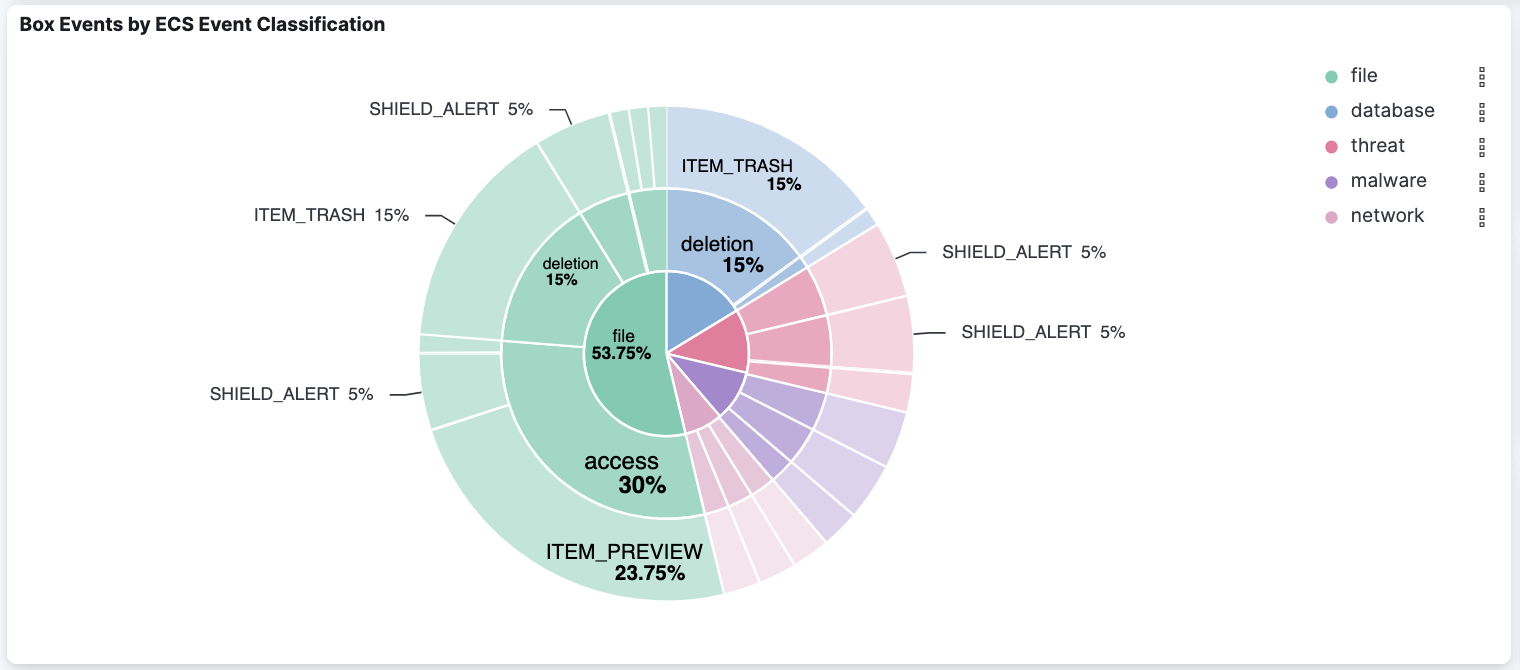 Box Events by ECS Event Classification
file
database
threat
malware
network
SHIELD_ALERT 5%
ITEM_TRASH
15%
ITEM_TRASH 15%
deletion
15%
SHIELD_ALERT 5%
deletion
15%
SHIELD_ALERT 5%
file
53.75%
SHIELD_ALERT 5%
access
30%
ITEM_PREVIEW
23.75%